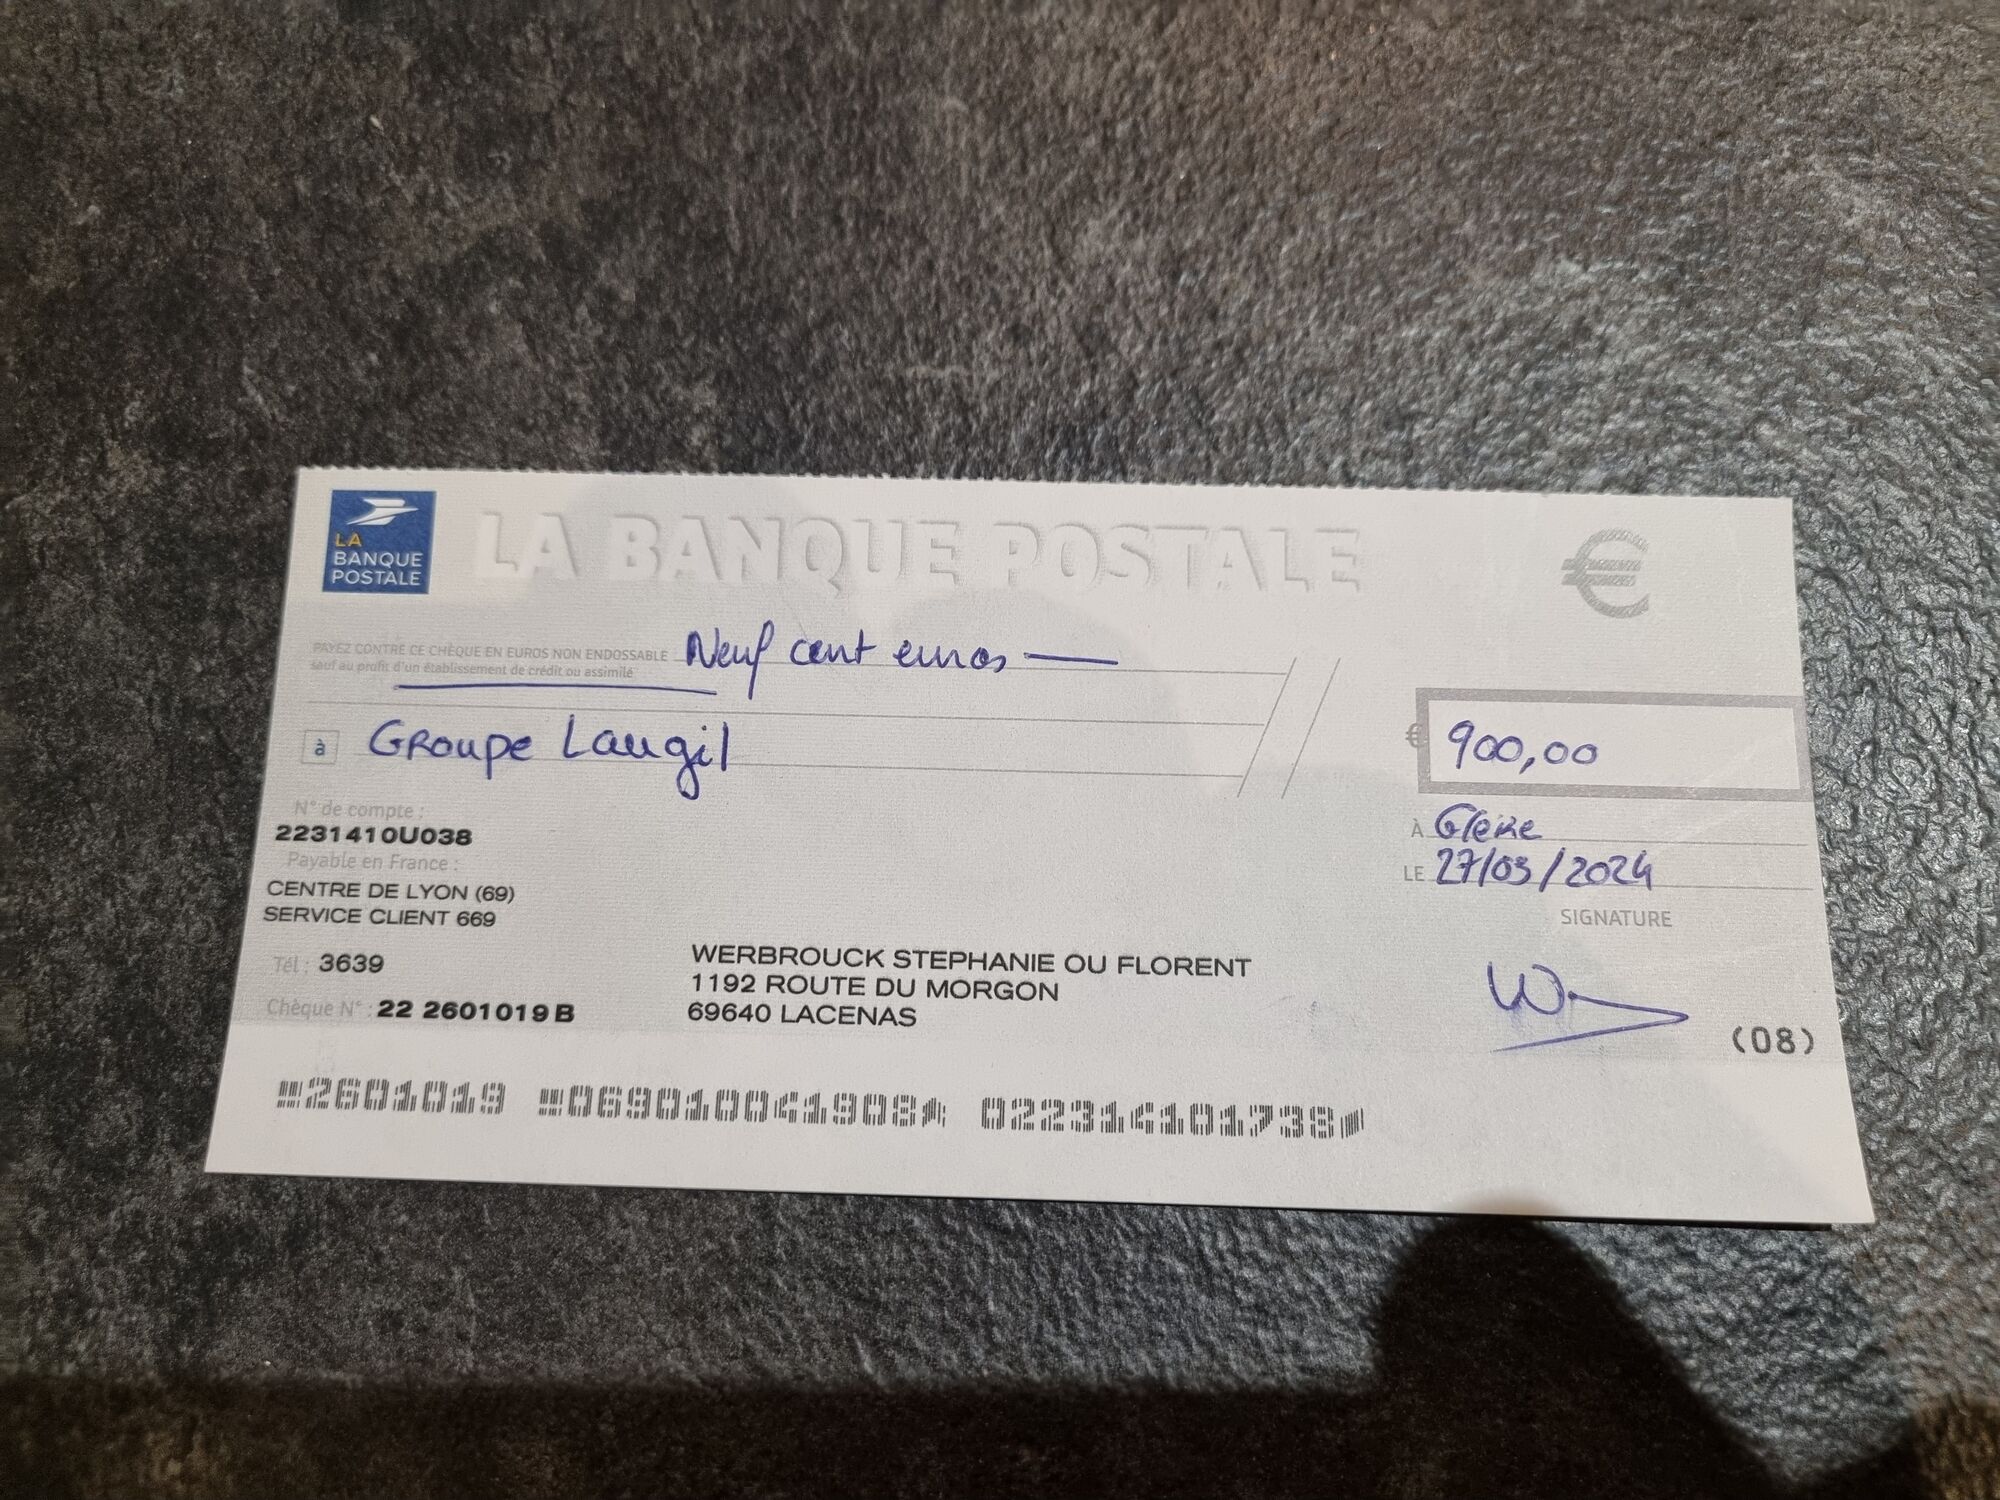 LA
BANQUE
POSTALE
LA BANQUE POSTALE
€
PAYEZ CONTRE CE CHÈQUE EN EUROS NON ENDOSSABLE Neuf cent euros
sauf au profit d'un établissement de crédit ou assimilé
à Groupe Laugil
€ 900,00
À Gleize
LE 27/03/2024
SIGNATURE
N° de compte :
2231410U038
Payable en France :
CENTRE DE LYON (69)
SERVICE CLIENT 669
Tél : 3639
Chèque N° : 22 2601019 B
WERBROUCK STEPHANIE OU FLORENT
1192 ROUTE DU MORGON
69640 LACENAS
(08)
2601019 069010041908 022314101738